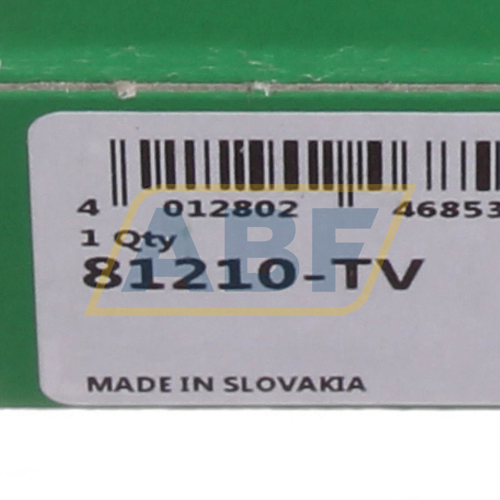 4 012802 46853
1 Qty
81210-TV
ABF
MADE IN SLOVAKIA